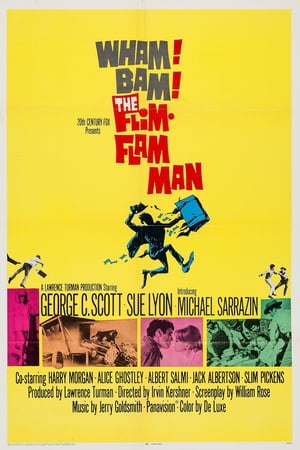 WHAM!
BAM!
THE
FLIM-
FLAM
MAN
20th CENTURY-FOX
Presents
A LAWRENCE TURMAN PRODUCTION Starring
GEORGE C. SCOTT · SUE LYON
Introducing
MICHAEL SARRAZIN
Co-starring HARRY MORGAN · ALICE GHOSTLEY · ALBERT SALMI · JACK ALBERTSON · SLIM PICKENS
Produced by Lawrence Turman · Directed by Irvin Kershner · Screenplay by William Rose
Music by Jerry Goldsmith · Panavision® Color by De Luxe